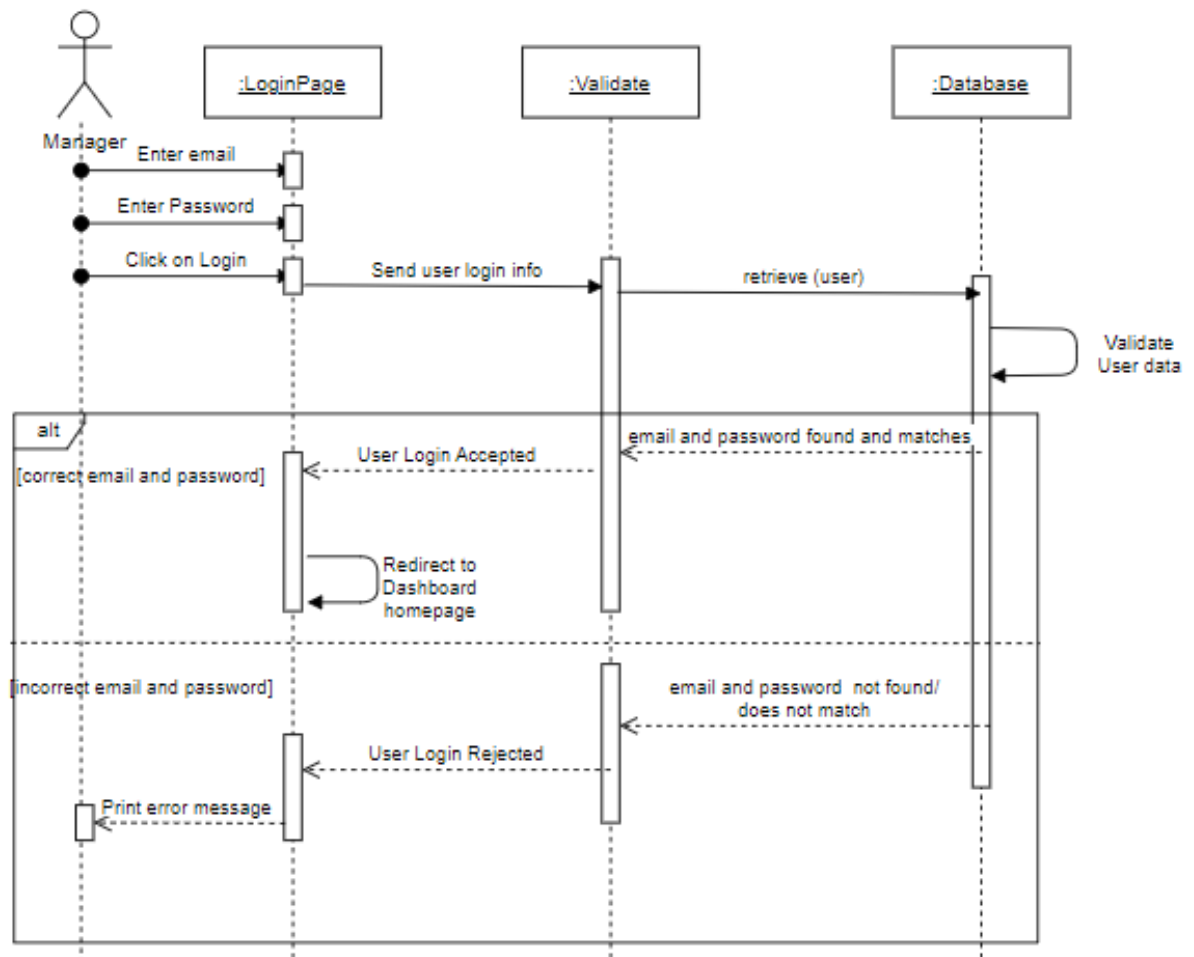 :LoginPage
:Validate
:Database
Manager
Enter email
Enter Password
Click on Login
Send user login info
retrieve (user)
Validate
User data
alt
email and password found and matches
User Login Accepted
[correct email and password]
Redirect to
Dashboard
homepage
[incorrect email and password]
email and password  not found/
does not match
User Login Rejected
Print error message